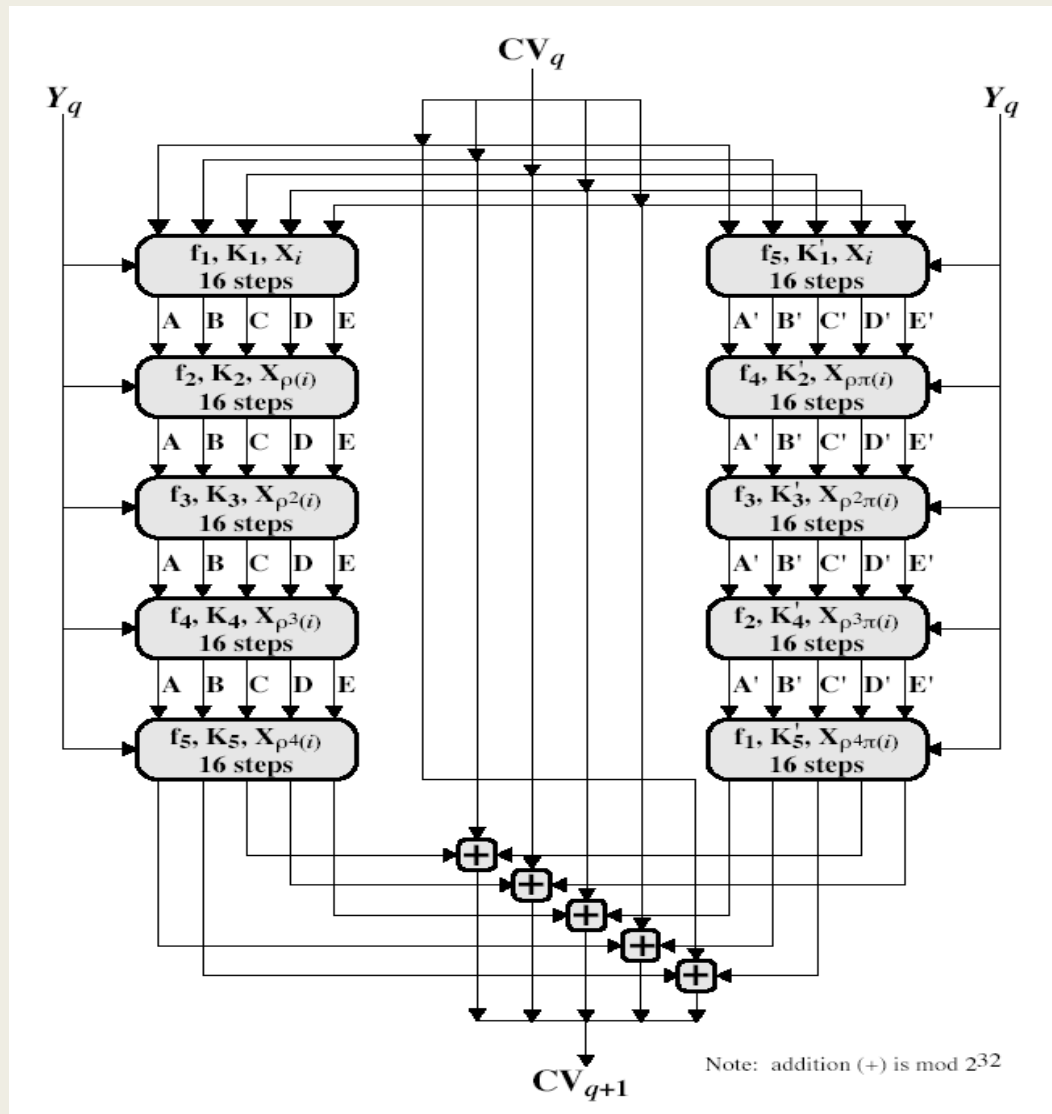 CVq
Yq Yq
f1, K1, Xi
16 steps
f5, K'1, Xi
16 steps
A B C D E
A' B' C' D' E'
f2, K2, Xρ(i)
16 steps
f4, K'2, Xρπ(i)
16 steps
A B C D E
A' B' C' D' E'
f3, K3, Xρ2(i)
16 steps
f3, K'3, Xρ2π(i)
16 steps
A B C D E
A' B' C' D' E'
f4, K4, Xρ3(i)
16 steps
f2, K'4, Xρ3π(i)
16 steps
A B C D E
A' B' C' D' E'
f5, K5, Xρ4(i)
16 steps
f1, K'5, Xρ4π(i)
16 steps
+
+
+
+
+
CVq+1
Note: addition (+) is mod 2^32